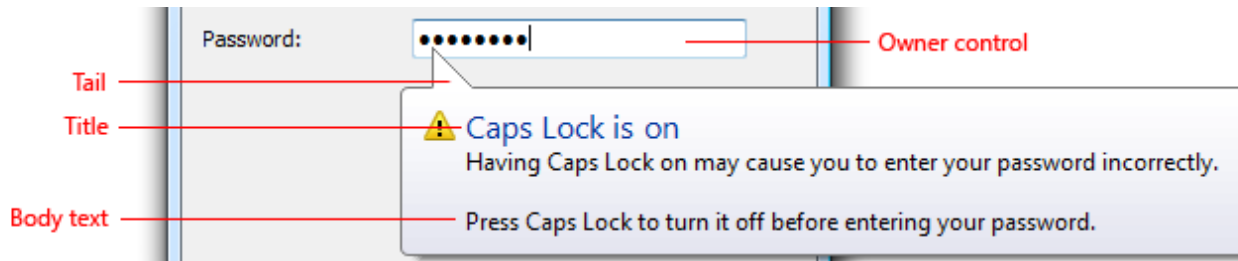 Password: ●●●●●●●● Owner control
Tail
Title Caps Lock is on
Having Caps Lock on may cause you to enter your password incorrectly.
Body text Press Caps Lock to turn it off before entering your password.